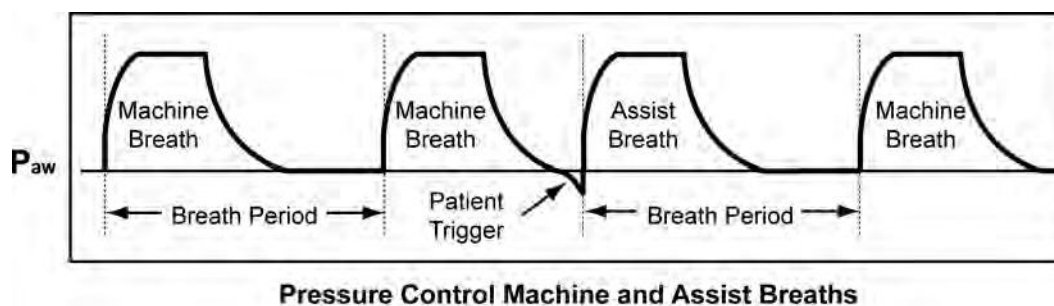 Machine
Breath
Machine
Breath
Assist
Breath
Machine
Breath
Paw
Breath Period
Patient
Trigger
Breath Period
Pressure Control Machine and Assist Breaths